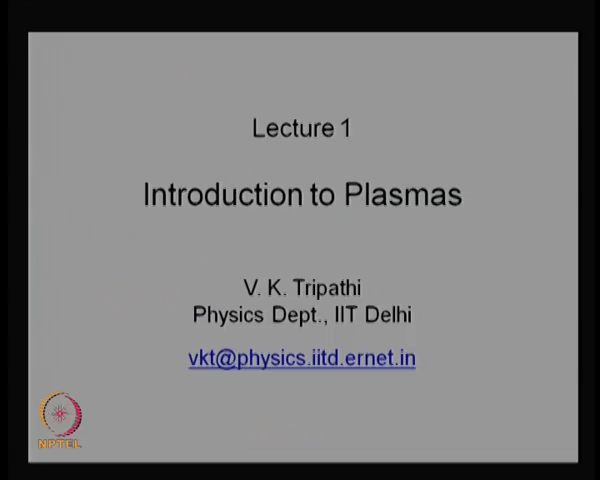 Lecture 1
Introduction to Plasmas
V. K. Tripathi
Physics Dept., IIT Delhi
vkt@physics.iitd.ernet.in
NPTEL